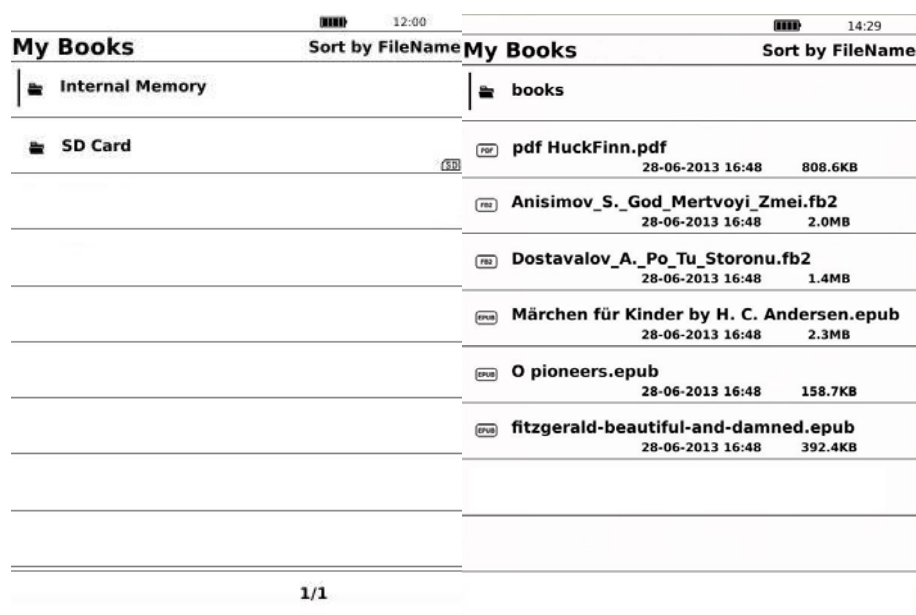 12:00
My Books Sort by FileName
Internal Memory
SD Card
SD
1/1
14:29
My Books Sort by FileName
books
PDF pdf HuckFinn.pdf
28-06-2013 16:48 808.6KB
FB2 Anisimov_S._God_Mertvoyi_Zmei.fb2
28-06-2013 16:48 2.0MB
FB2 Dostavalov_A._Po_Tu_Storonu.fb2
28-06-2013 16:48 1.4MB
EPUB Märchen für Kinder by H. C. Andersen.epub
28-06-2013 16:48 2.3MB
EPUB O pioneers.epub
28-06-2013 16:48 158.7KB
EPUB fitzgerald-beautiful-and-damned.epub
28-06-2013 16:48 392.4KB